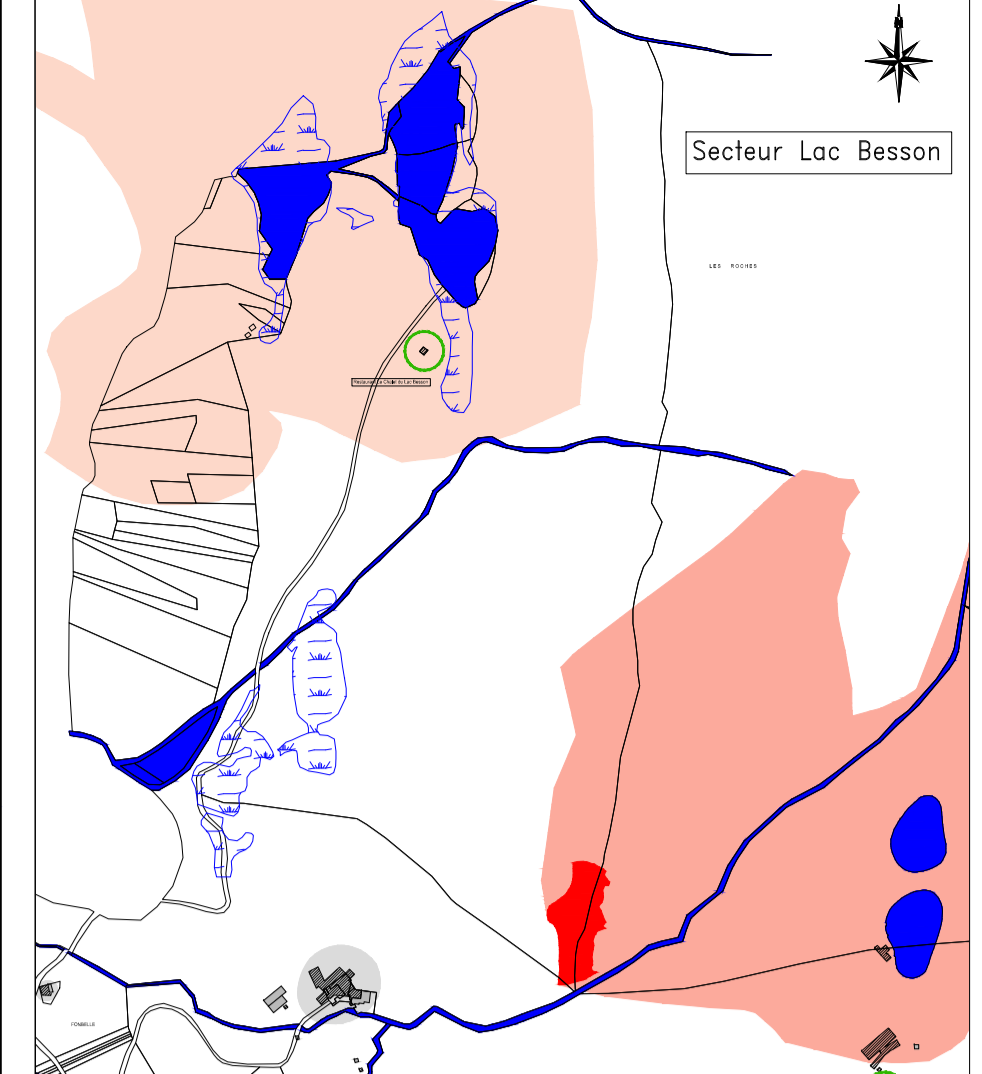 N
Secteur Lac Besson
LES ROCHES
Restaurant Le Chalet du Lac Besson
FONBELLE